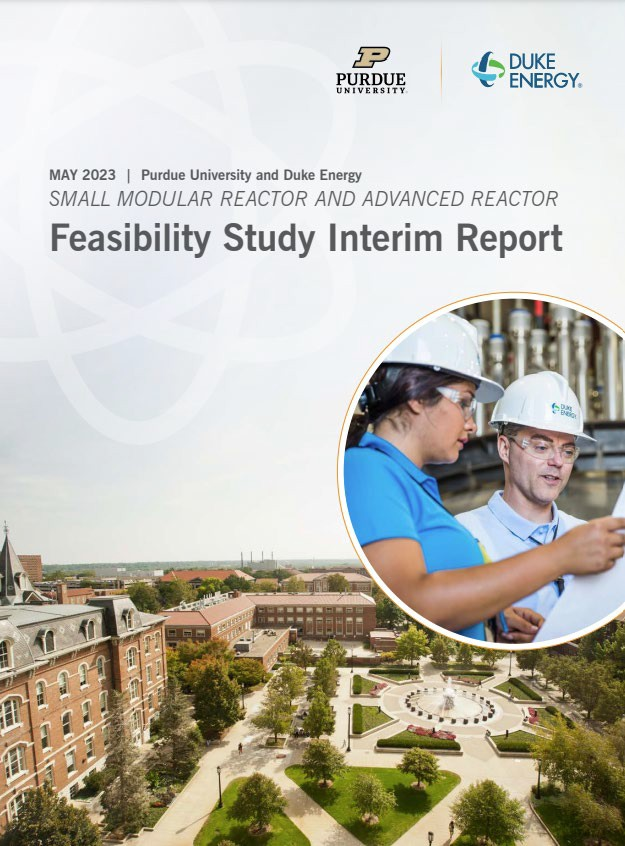 PURDUE
UNIVERSITY®
DUKE
ENERGY®
MAY 2023 | Purdue University and Duke Energy
SMALL MODULAR REACTOR AND ADVANCED REACTOR
Feasibility Study Interim Report
DUKE
ENERGY